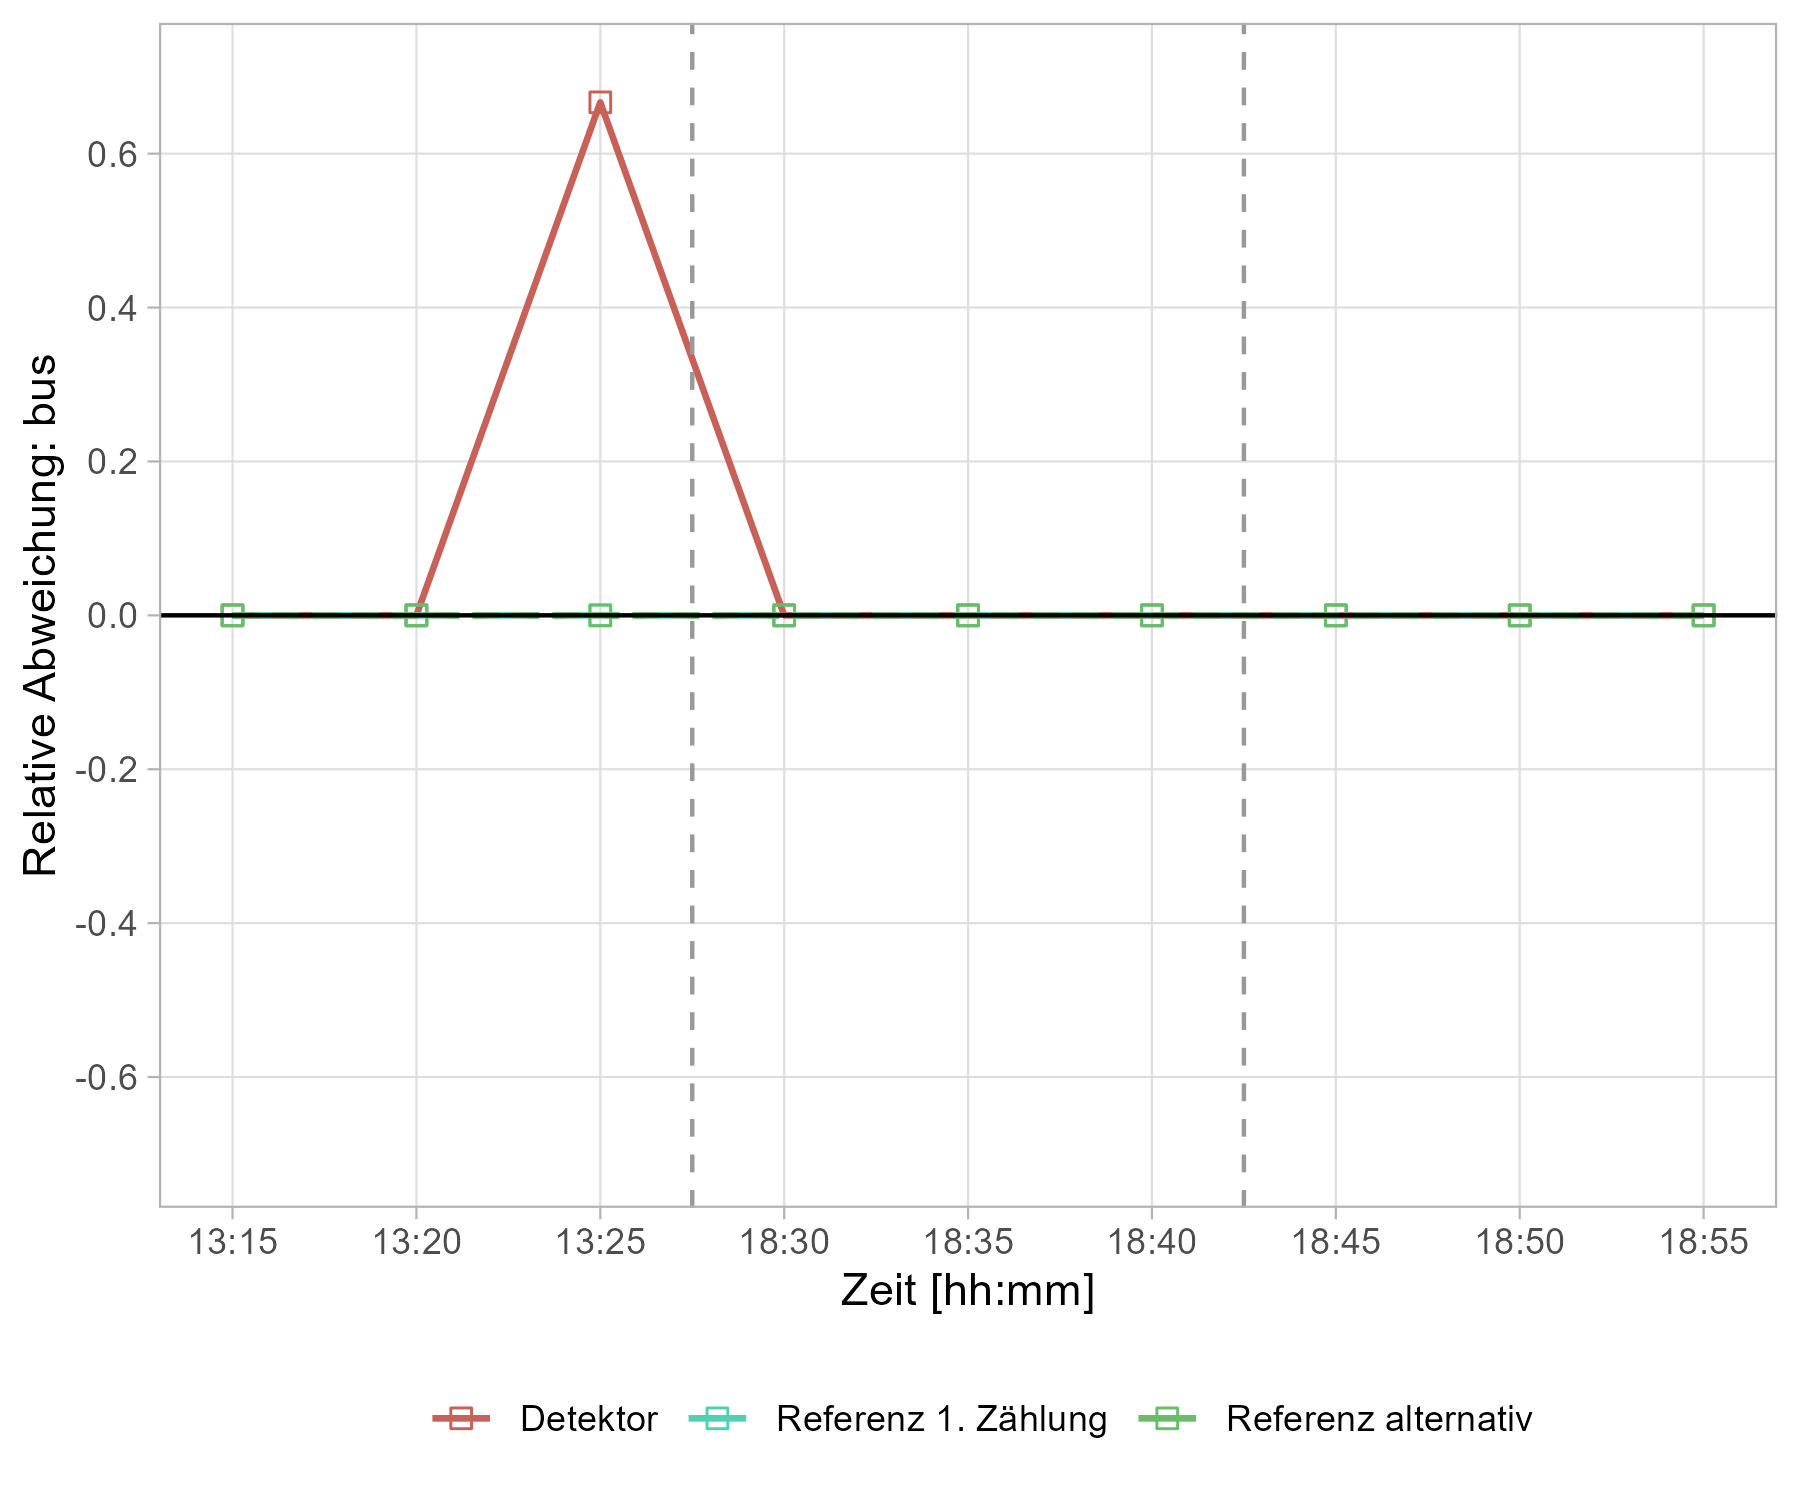 Relative Abweichung: bus
0.6
0.4
0.2
0.0
-0.2
-0.4
-0.6
13:15 13:20 13:25 18:30 18:35 18:40 18:45 18:50 18:55
Zeit [hh:mm]
Detektor Referenz 1. Zählung Referenz alternativ